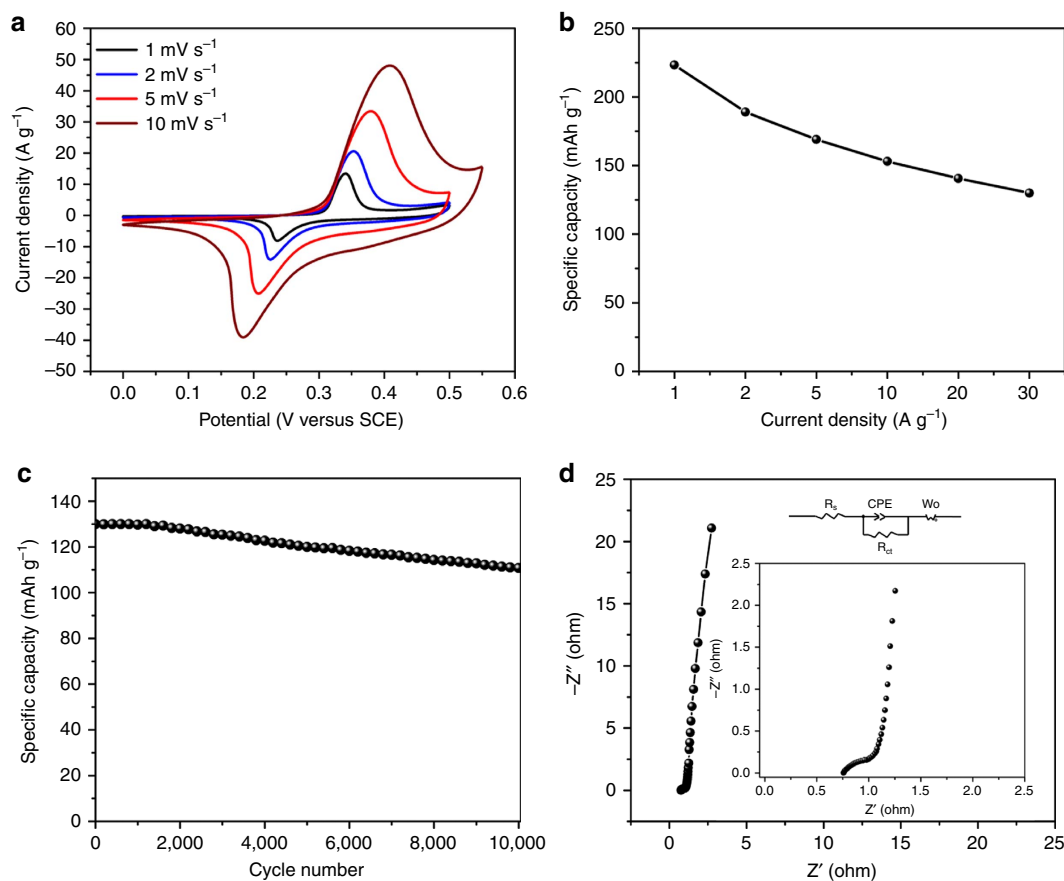 a
60
50
40
30
20
10
0
−10
−20
−30
−40
−50
Current density (A g⁻¹)
1 mV s⁻¹
2 mV s⁻¹
5 mV s⁻¹
10 mV s⁻¹
0.0 0.1 0.2 0.3 0.4 0.5 0.6
Potential (V versus SCE)
b
250
200
150
100
50
0
Specific capacity (mAh g⁻¹)
1 2 5 10 20 30
Current density (A g⁻¹)
c
140
120
100
80
60
40
20
0
Specific capacity (mAh g⁻¹)
0 2,000 4,000 6,000 8,000 10,000
Cycle number
d
25
20
15
10
5
0
−Z″ (ohm)
Rs CPE Wo
Rct
2.5
2.0
1.5
1.0
0.5
0.0
−Z″ (ohm)
0.0 0.5 1.0 1.5 2.0 2.5
Z′ (ohm)
0 5 10 15 20 25
Z′ (ohm)